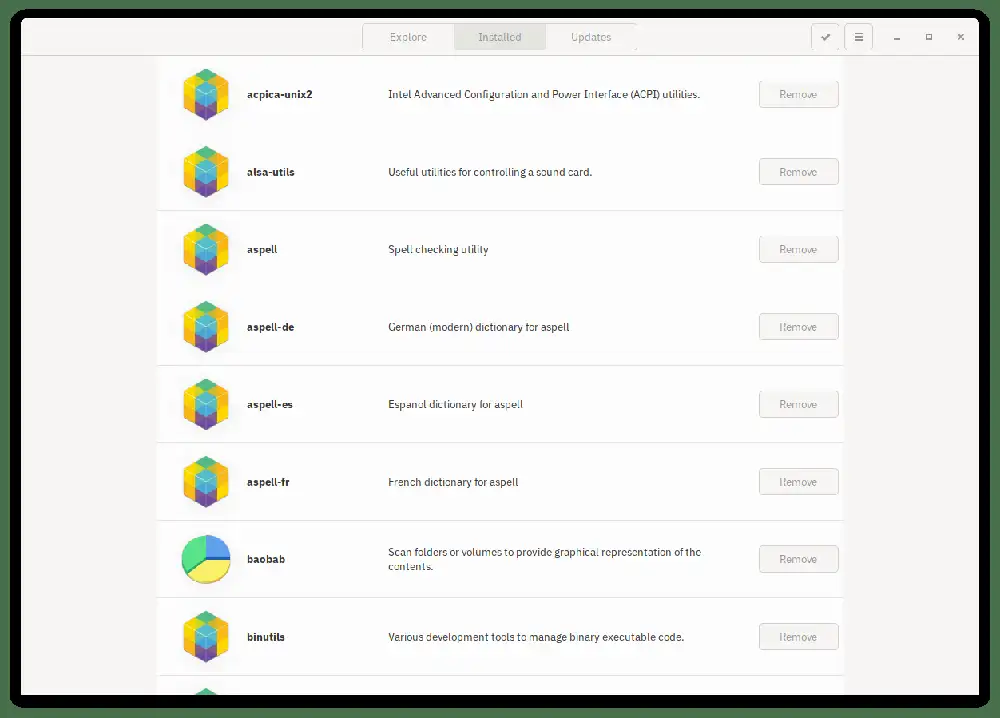 Explore
Installed
Updates
acpica-unix2
Intel Advanced Configuration and Power Interface (ACPI) utilities.
Remove
alsa-utils
Useful utilities for controlling a sound card.
Remove
aspell
Spell checking utility
Remove
aspell-de
German (modern) dictionary for aspell
Remove
aspell-es
Espanol dictionary for aspell
Remove
aspell-fr
French dictionary for aspell
Remove
baobab
Scan folders or volumes to provide graphical representation of the
contents.
Remove
binutils
Various development tools to manage binary executable code.
Remove